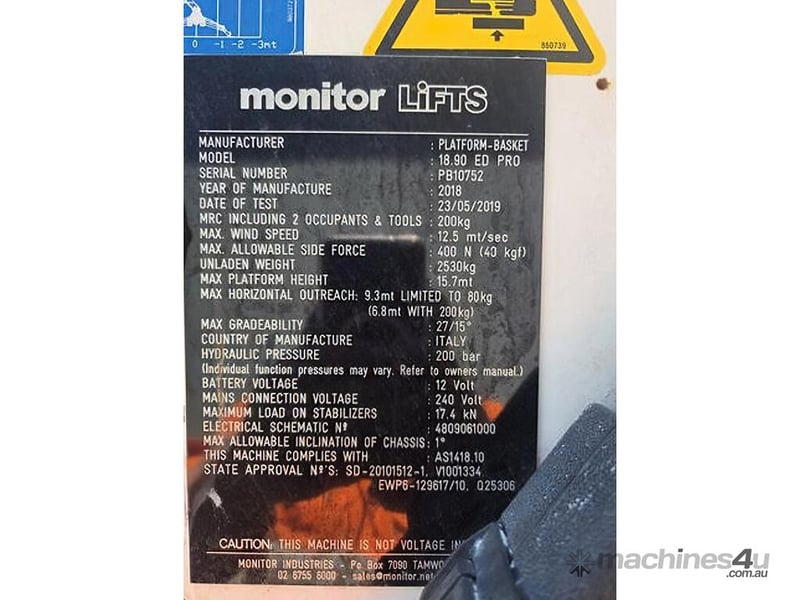 860372
0 -1 -2 -3mt
860739
monitor LiFTS
MANUFACTURER : PLATFORM-BASKET
MODEL : 18.90 ED PRO
SERIAL NUMBER : PB10752
YEAR OF MANUFACTURE : 2018
DATE OF TEST : 23/05/2019
MRC INCLUDING 2 OCCUPANTS & TOOLS : 200kg
MAX. WIND SPEED : 12.5 mt/sec
MAX. ALLOWABLE SIDE FORCE : 400 N (40 kgf)
UNLADEN WEIGHT : 2530kg
MAX PLATFORM HEIGHT : 15.7mt
MAX HORIZONTAL OUTREACH: 9.3mt LIMITED TO 80kg
(6.8mt WITH 200kg)
MAX GRADEABILITY : 27/15°
COUNTRY OF MANUFACTURE : ITALY
HYDRAULIC PRESSURE : 200 bar
(Individual function pressures may vary. Refer to owners manual.)
BATTERY VOLTAGE : 12 Volt
MAINS CONNECTION VOLTAGE : 240 Volt
MAXIMUM LOAD ON STABILIZERS : 17.4 kN
ELECTRICAL SCHEMATIC Nº : 4809061000
MAX ALLOWABLE INCLINATION OF CHASSIS: 1°
THIS MACHINE COMPLIES WITH : AS1418.10
STATE APPROVAL Nº'S: SD-20101512-1, V1001334
EWP6-129617/10, Q25306
CAUTION: THIS MACHINE IS NOT VOLTAGE
MONITOR INDUSTRIES - Po Box 7090 TAMWO
02 6755 6000 - sales@monitor.net
machines4u
.com.au